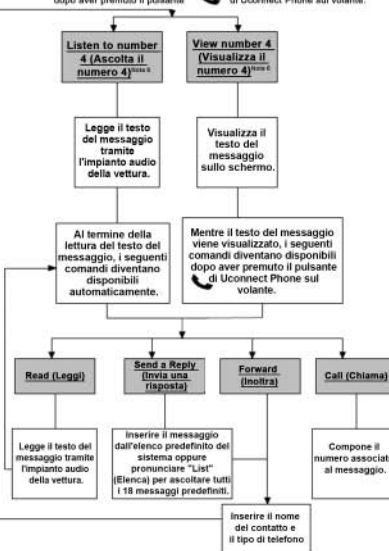 dopo aver premuto il pulsante
di Uconnect Phone sul volante.
Listen to number
4 (Ascolta il
numero 4)
View number 4
(Visualizza il
numero 4)
Legge il testo
del messaggio
tramite
l'impianto audio
della vettura.
Visualizza il
testo del
messaggio
sullo schermo.
Al termine della
lettura del testo del
messaggio, i seguenti
comandi diventano
disponibili
automaticamente.
Mentre il testo del messaggio
viene visualizzato, i seguenti
comandi diventano disponibili
dopo aver premuto il pulsante
di Uconnect Phone sul
volante.
Read (Leggi)
Send a Reply
(Invia una
risposta)
Forward
(Inoltra)
Call (Chiama)
Legge il testo del
messaggio tramite
l'impianto audio
della vettura.
Inserire il messaggio
dall'elenco predefinito del
sistema oppure
pronunciare "List"
(Elenca) per ascoltare tutti
i 18 messaggi predefiniti.
Compone il
numero associat
al messaggio.
Inserire il nome
del contatto e
il tipo di telefono